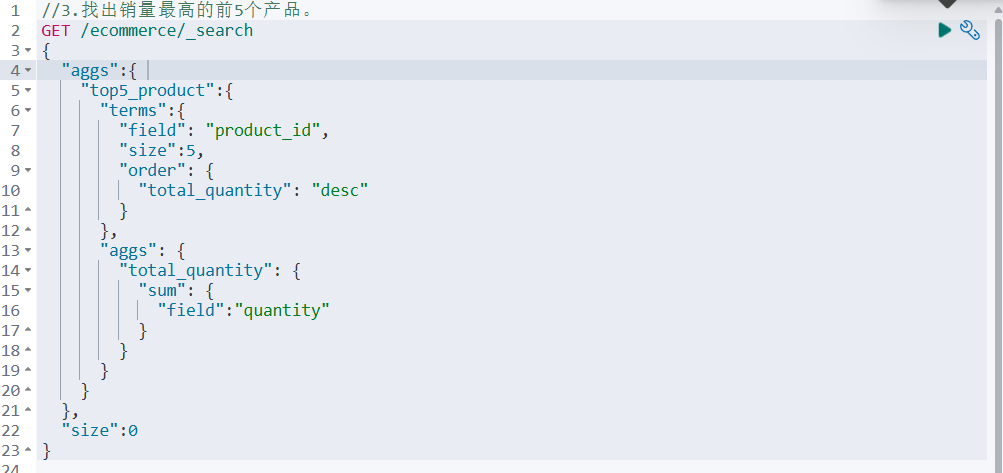 1 //3.找出销量最高的前5个产品。
2 GET /ecommerce/_search
3 {
4 "aggs":{
5 "top5_product":{
6 "terms":{
7 "field": "product_id",
8 "size":5,
9 "order": {
10 "total_quantity": "desc"
11 }
12 },
13 "aggs": {
14 "total_quantity": {
15 "sum": {
16 "field":"quantity"
17 }
18 }
19 }
20 }
21 },
22 "size":0
23 }
24